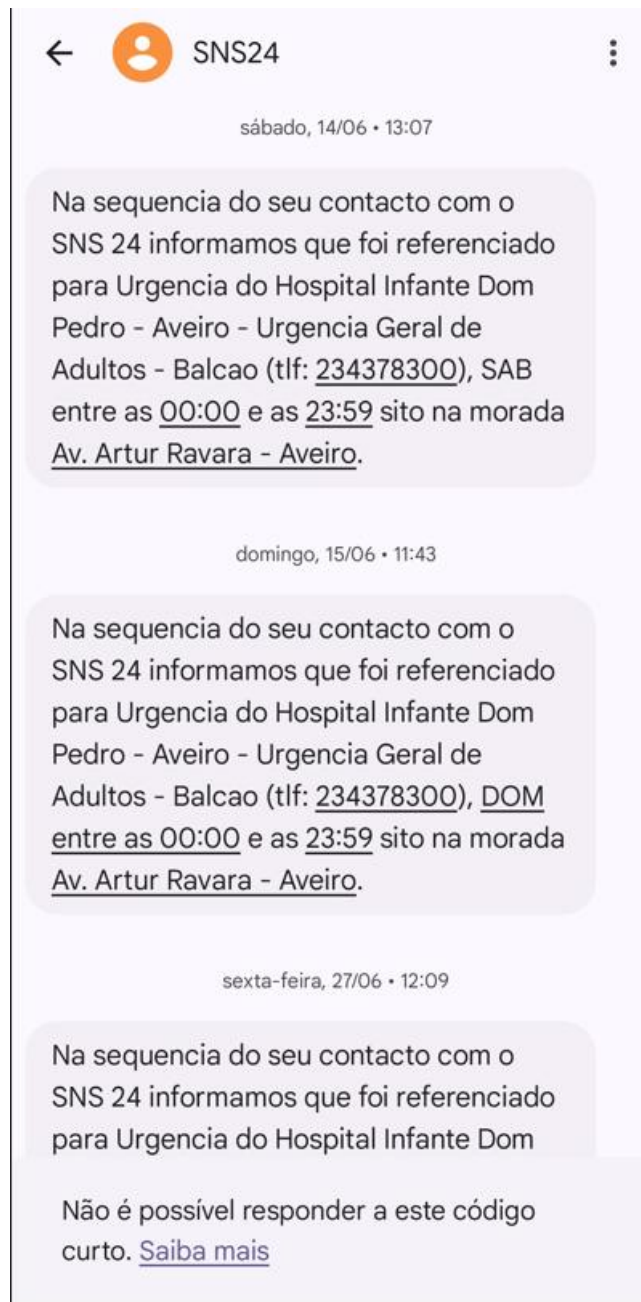 SNS24
sábado, 14/06 • 13:07
Na sequencia do seu contacto com o
SNS 24 informamos que foi referenciado
para Urgencia do Hospital Infante Dom
Pedro - Aveiro - Urgencia Geral de
Adultos - Balcao (tlf: 234378300), SAB
entre as 00:00 e as 23:59 sito na morada
Av. Artur Ravara - Aveiro.
domingo, 15/06 • 11:43
Na sequencia do seu contacto com o
SNS 24 informamos que foi referenciado
para Urgencia do Hospital Infante Dom
Pedro - Aveiro - Urgencia Geral de
Adultos - Balcao (tlf: 234378300), DOM
entre as 00:00 e as 23:59 sito na morada
Av. Artur Ravara - Aveiro.
sexta-feira, 27/06 • 12:09
Na sequencia do seu contacto com o
SNS 24 informamos que foi referenciado
para Urgencia do Hospital Infante Dom
Não é possível responder a este código
curto. Saiba mais